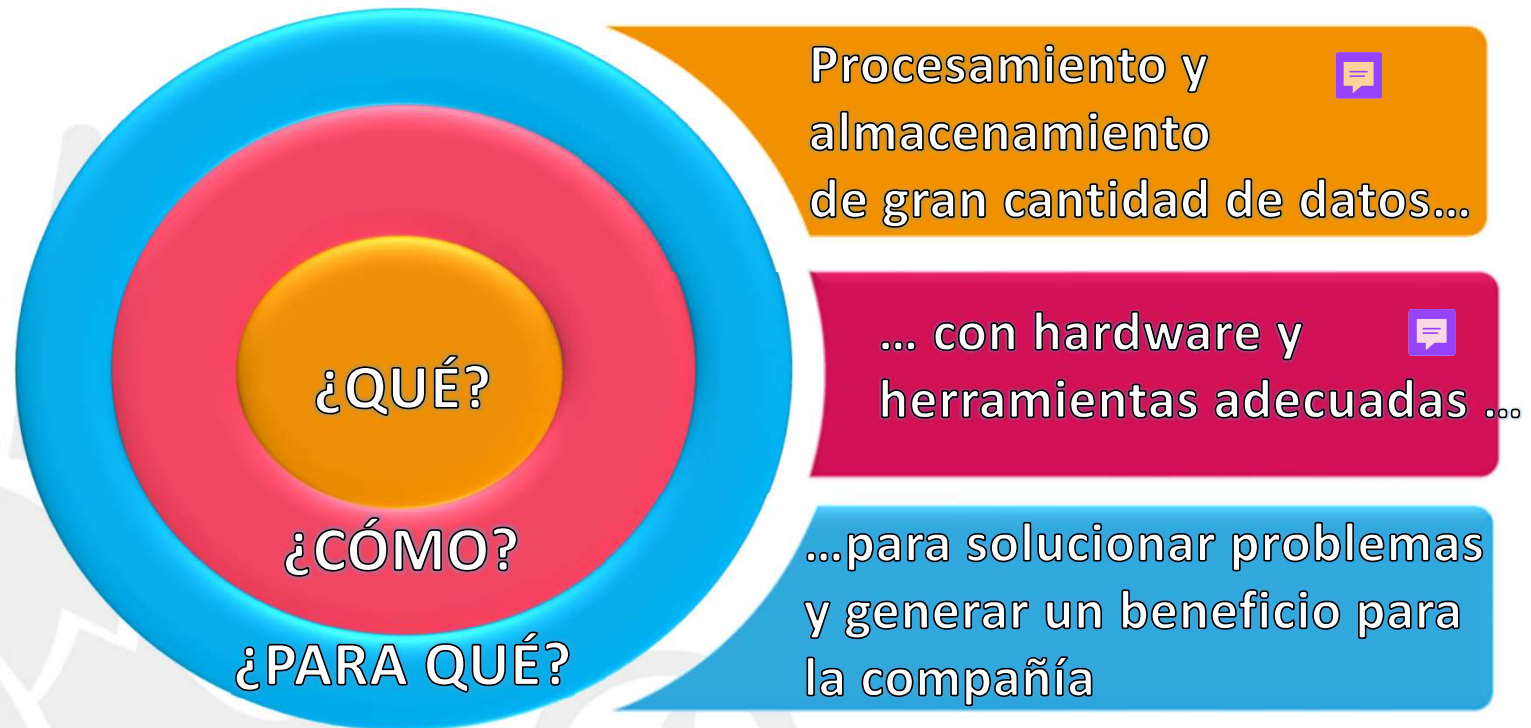 ¿QUÉ?
¿CÓMO?
¿PARA QUÉ?
Procesamiento y
almacenamiento
de gran cantidad de datos...
... con hardware y
herramientas adecuadas ...
...para solucionar problemas
y generar un beneficio para
la compañía